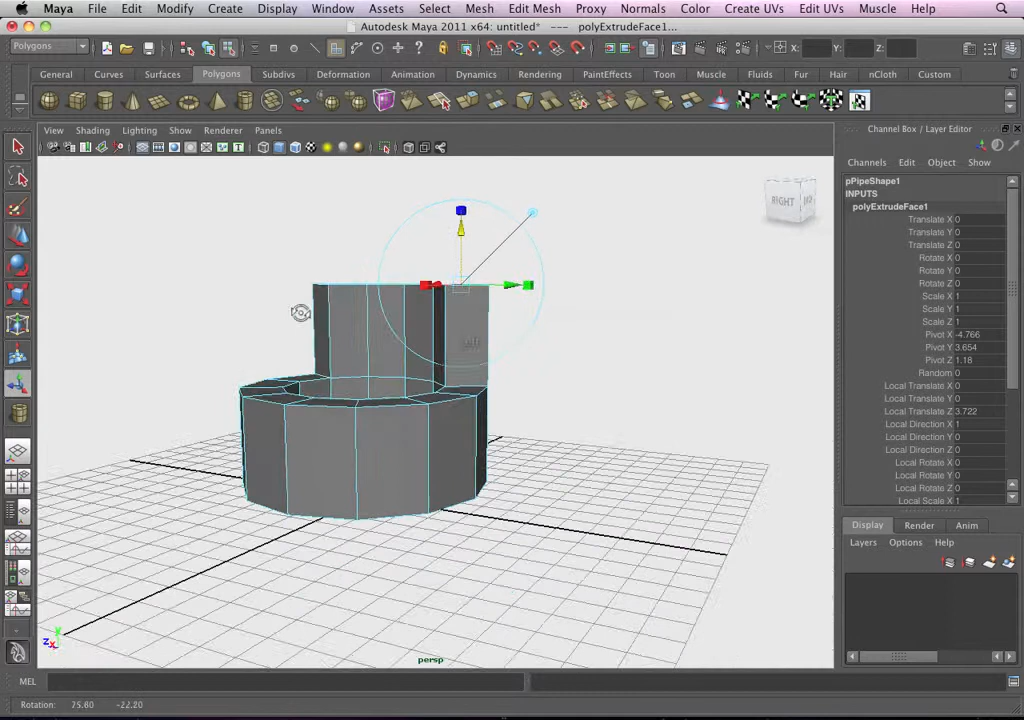 Maya File Edit Modify Create Display Window Assets Select Mesh Edit Mesh Proxy Normals Color Create UVs Edit UVs Muscle Help
Autodesk Maya 2011 x64: untitled* --- polyExtrudeFace1...
Polygons X: Y: Z:
General Curves Surfaces Polygons Subdivs Deformation Animation Dynamics Rendering PaintEffects Toon Muscle Fluids Fur Hair nCloth Custom
View Shading Lighting Show Renderer Panels
Channel Box / Layer Editor
Channels Edit Object Show
pPipeShape1
INPUTS
polyExtrudeFace1
Translate X 0
Translate Y 0
Translate Z 0
Rotate X 0
Rotate Y 0
Rotate Z 0
Scale X 1
Scale Y 1
Scale Z 1
Pivot X -4.766
Pivot Y 3.654
Pivot Z 1.18
Random 0
Local Translate X 0
Local Translate Y 0
Local Translate Z 3.722
Local Direction X 1
Local Direction Y 0
Local Direction Z 0
Local Rotate X 0
Local Rotate Y 0
Local Rotate Z 0
Local Scale X 1
RIGHT
Display Render Anim
Layers Options Help
persp
MEL
Rotation: 75.80 -22.20